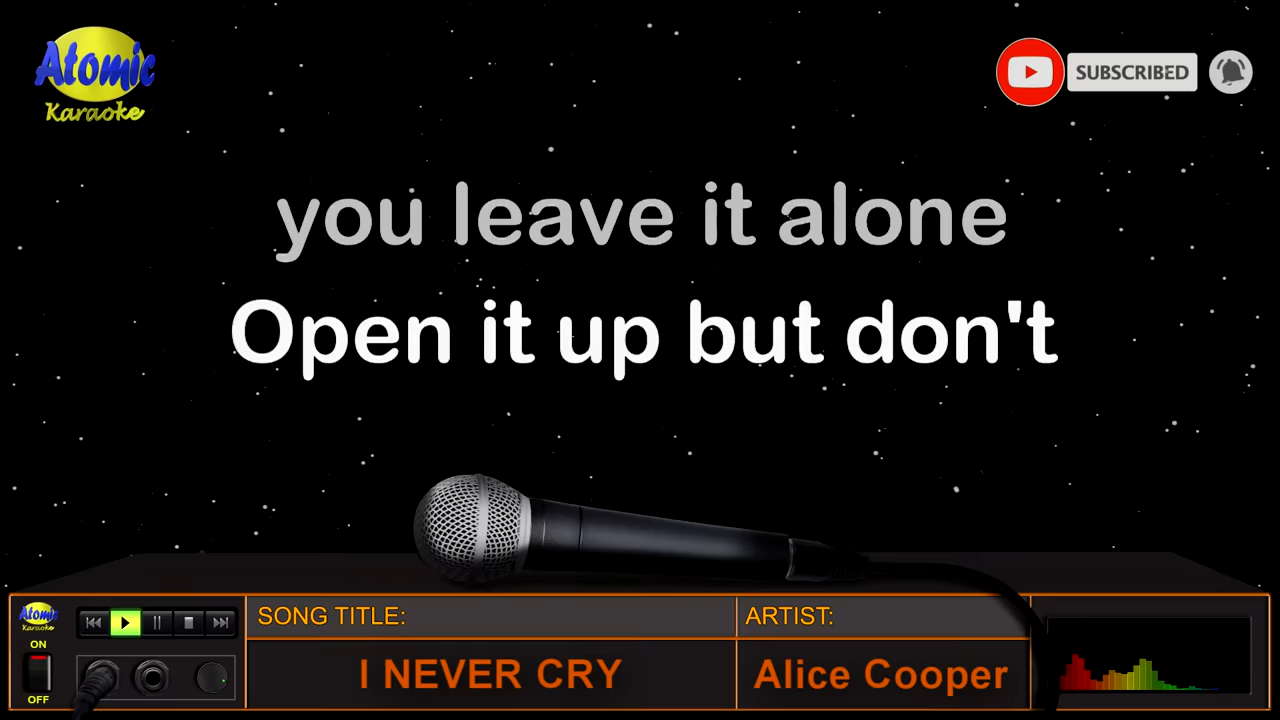 Atomic
Karaoke
SUBSCRIBED
you leave it alone
Open it up but don't
Atomic
Karaoke
ON
OFF
SONG TITLE:
ARTIST:
I NEVER CRY
Alice Cooper